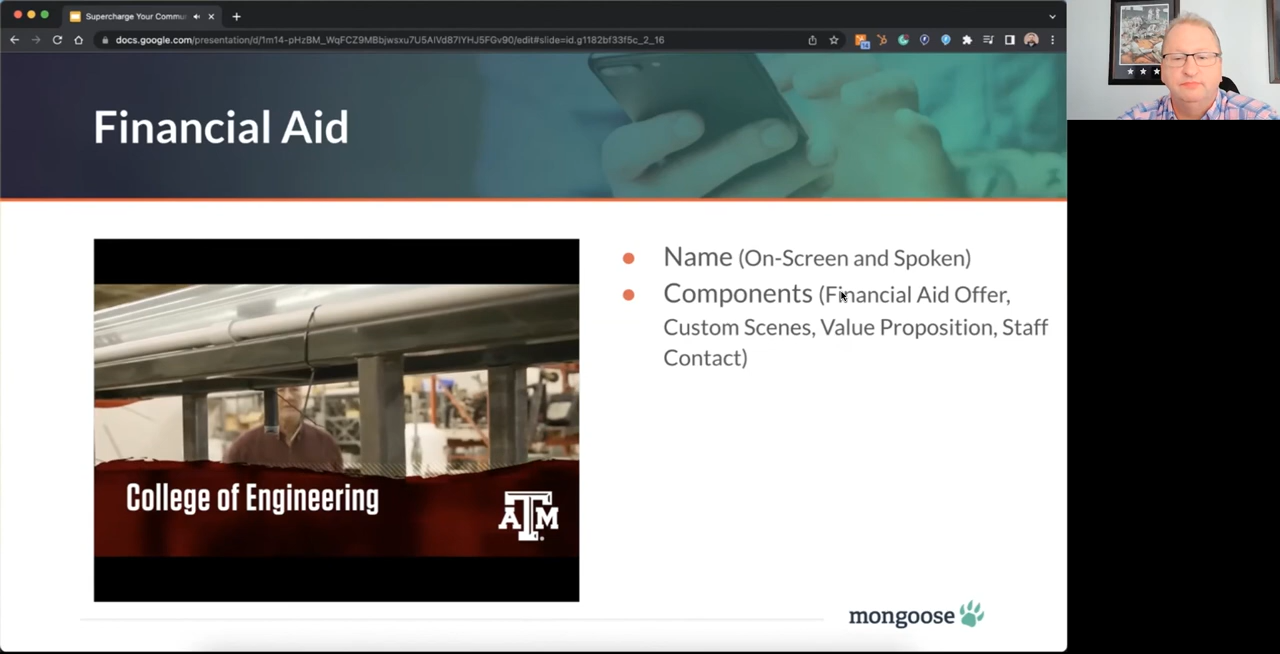 Supercharge Your Commu
docs.google.com/presentation/d/1m14-pHzBM_WqFCZ9MBbjwsxu7U5AlVd87lYHJ5FGv90/edit#slide=id.g1182bf33f5c_2_16
Financial Aid
Name (On-Screen and Spoken)
Components (Financial Aid Offer,
Custom Scenes, Value Proposition, Staff
Contact)
College of Engineering
ATM
mongoose